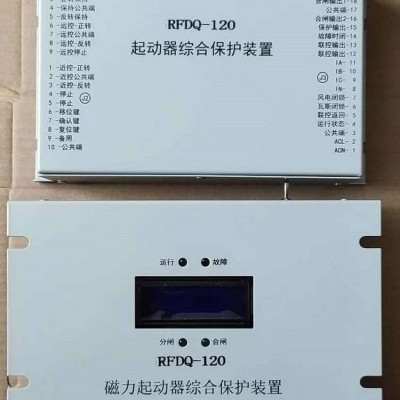 4 -保持公共端
5 -反转保持
6 -远控-正转
7 -远控公共端
8 -远控-反转
9 -停止
1 -近控-正转
2 -近控公共端
3 -近控-反转
4 -停止
5 -停止
6 -移位键
7 -确认键
8 -复位键
9 -备用
10 -公共端
J2
RFDQ-120
起动器综合保护装置
合闸输出1-18
公共端-17
合闸输出2-16
保护输出-15
故障时闭-14
联控输出-13
联控输出-12
IA- 11
IB- 10
IC- 9
IN- 8
风电闭锁- 7
瓦斯闭锁- 6
联控返回- 5
运行状态- 4
公共端- 3
ACL- 2
ACN- 1
J3
运行
故障
分闸
合闸
RFDQ-120
磁力起动器综合保护装置